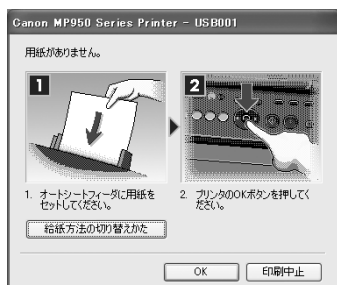 Canon MP950 Series Printer - USB001
用紙がありません。
1
2
1. オートシートフィーダに用紙を
セットしてください。
2. プリンタのOKボタンを押してく
ださい。
給紙方法の切り替えかた
OK
印刷中止